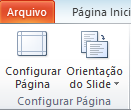 Arquivo Página Inici
Configurar Orientação
Página do Slide
Configurar Página